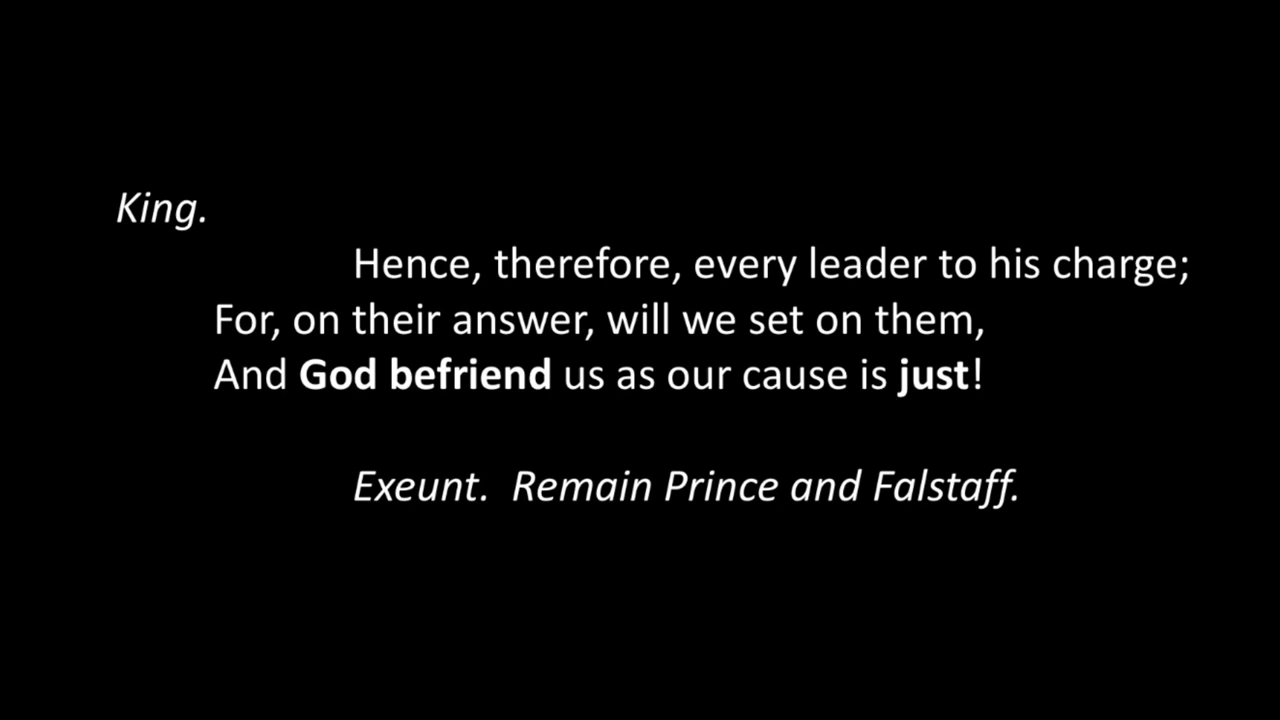 King.
Hence, therefore, every leader to his charge;
For, on their answer, will we set on them,
And God befriend us as our cause is just!
Exeunt. Remain Prince and Falstaff.